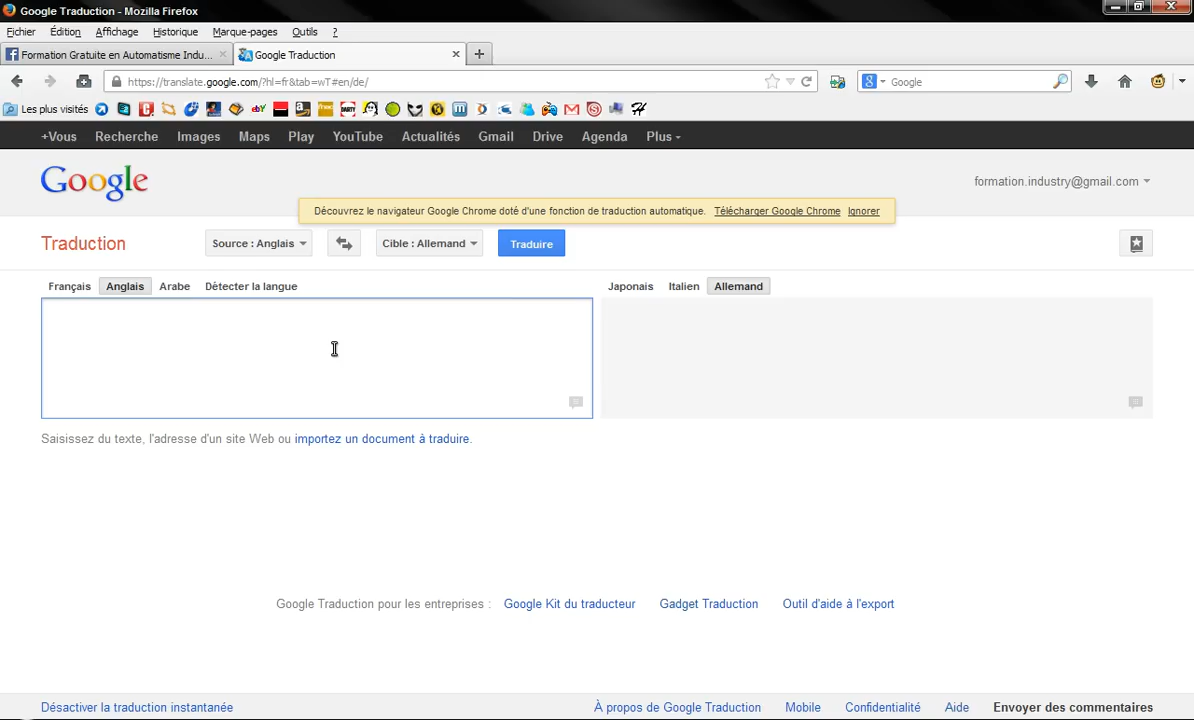 Google Traduction - Mozilla Firefox
Fichier Édition Affichage Historique Marque-pages Outils ?
Formation Gratuite en Automatisme Indu... Google Traduction
https://translate.google.com/?hl=fr&tab=wT#en/de/ Google
Les plus visités
+Vous Recherche Images Maps Play YouTube Actualités Gmail Drive Agenda Plus
Google
formation.industry@gmail.com
Découvrez le navigateur Google Chrome doté d'une fonction de traduction automatique. Télécharger Google Chrome Ignorer
Traduction Source : Anglais Cible : Allemand Traduire
Français Anglais Arabe Détecter la langue Japonais Italien Allemand
Saisissez du texte, l'adresse d'un site Web ou importez un document à traduire.
Google Traduction pour les entreprises : Google Kit du traducteur Gadget Traduction Outil d'aide à l'export
Désactiver la traduction instantanée À propos de Google Traduction Mobile Confidentialité Aide Envoyer des commentaires